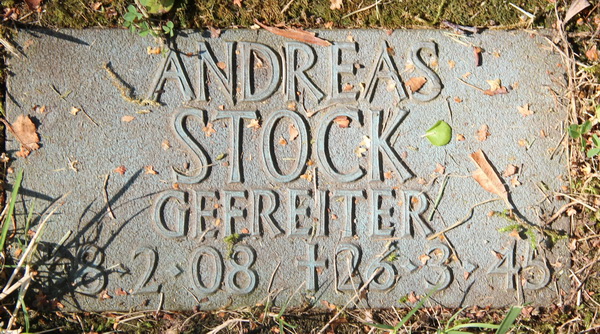 ANDREAS
STOCK
GEFREITER
8·2·08 †26·3·45